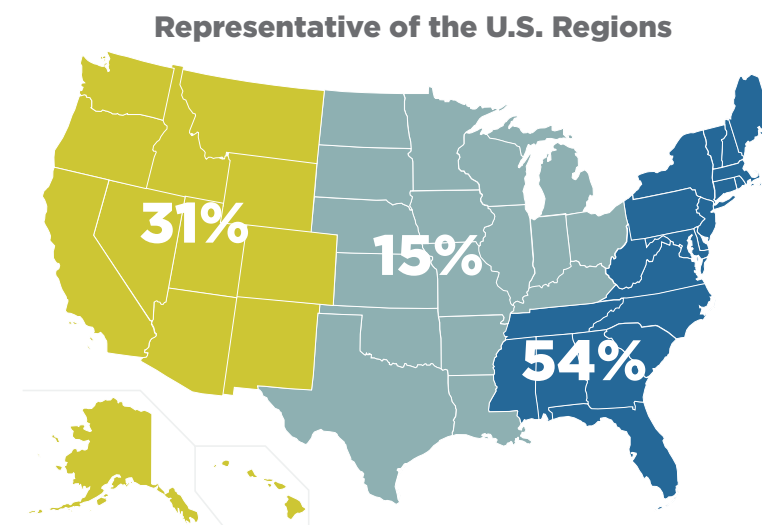 Representative of the U.S. Regions
31%
15%
54%